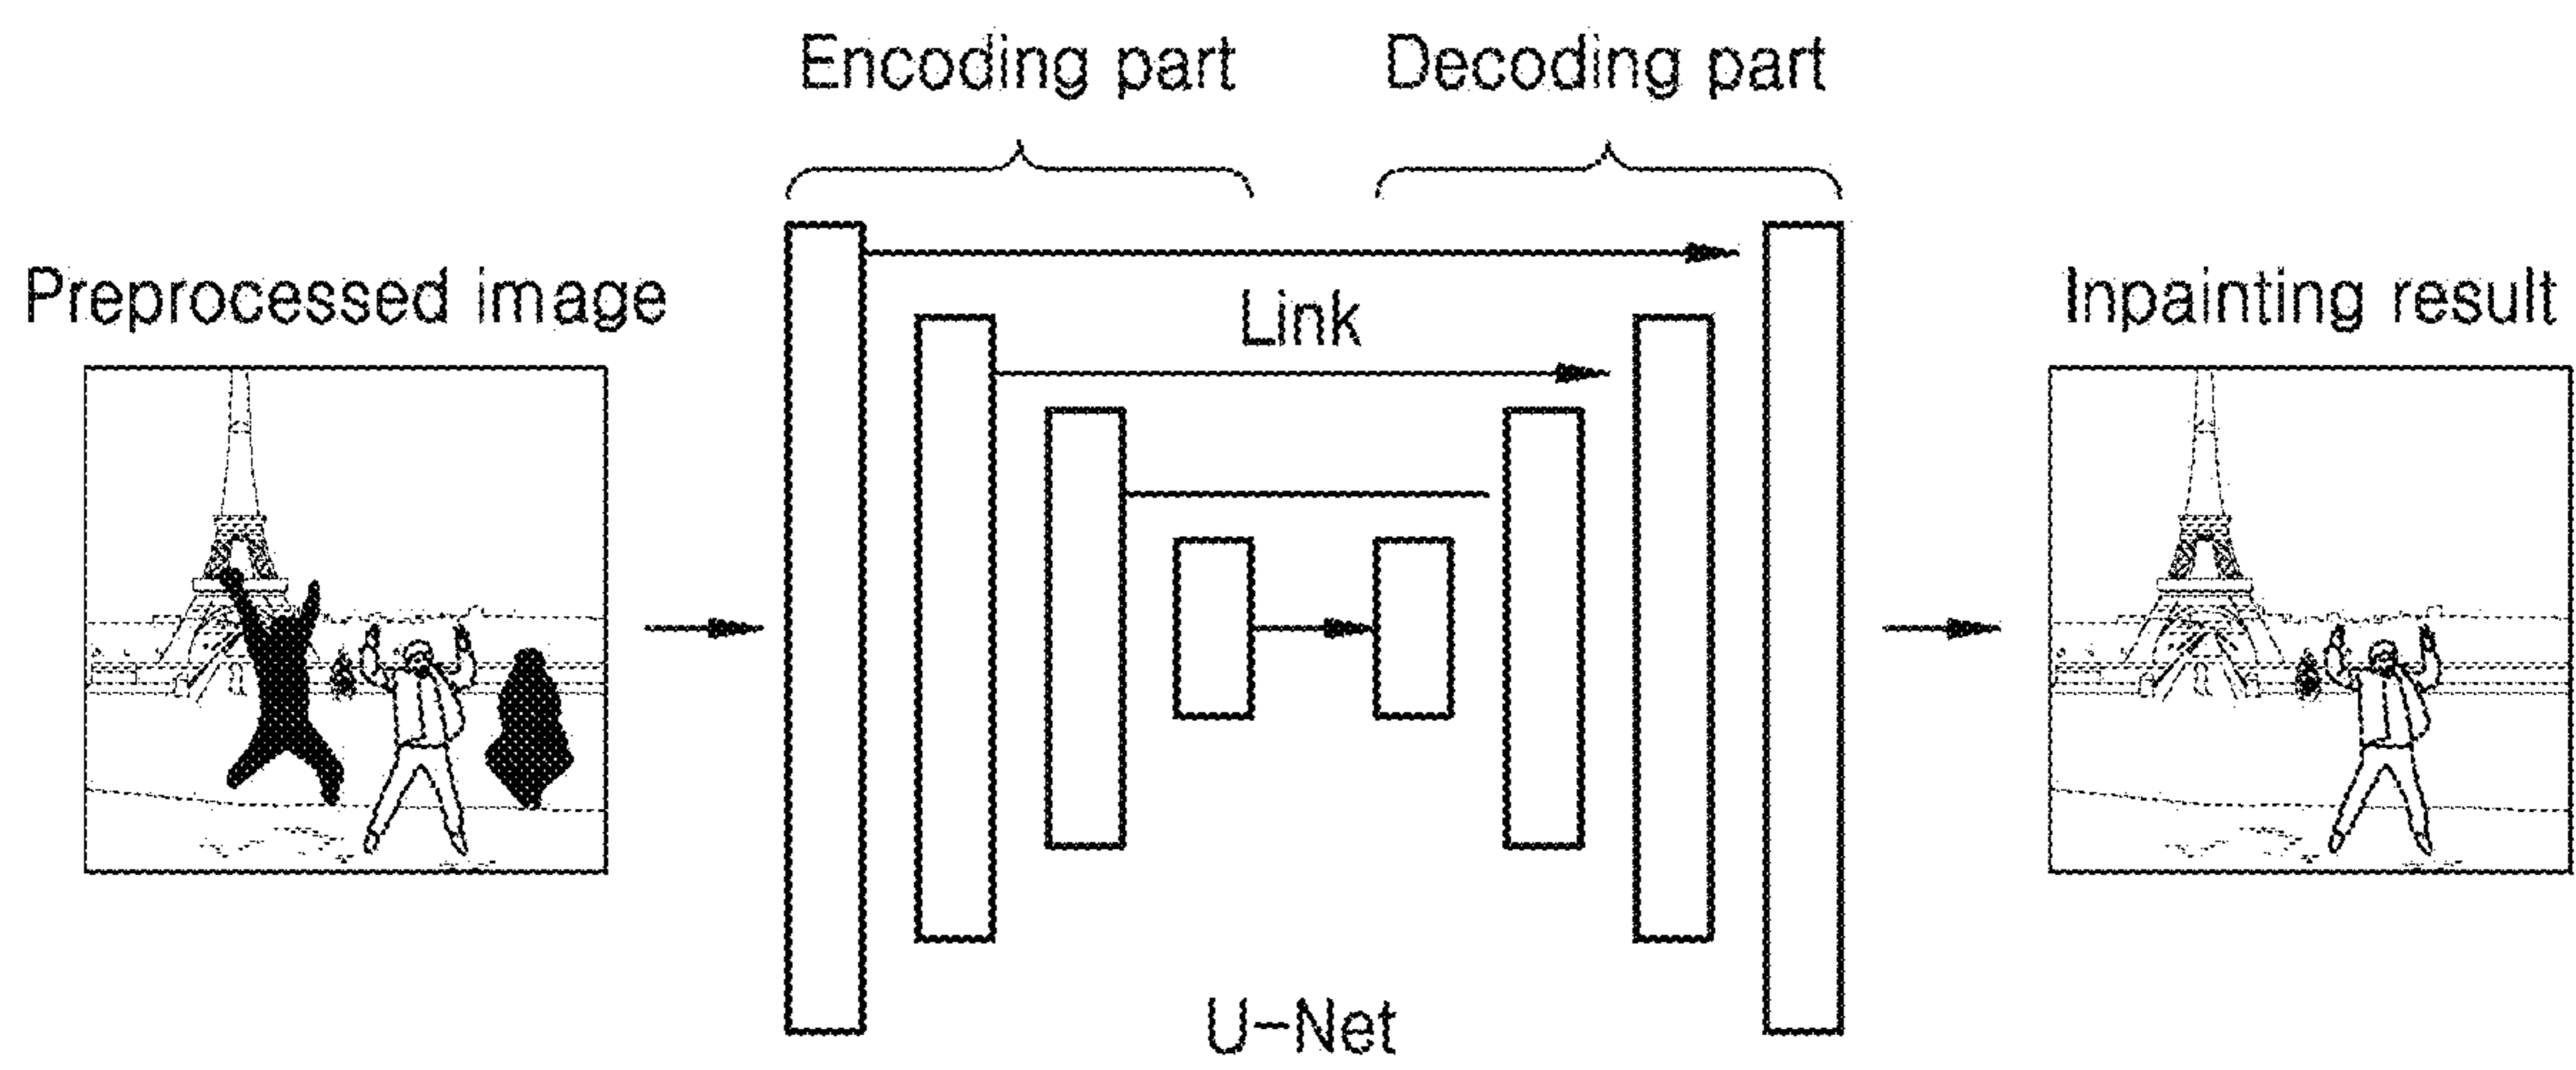 Encoding part
Decoding part
Preprocessed image
Link
Inpainting result
U-Net